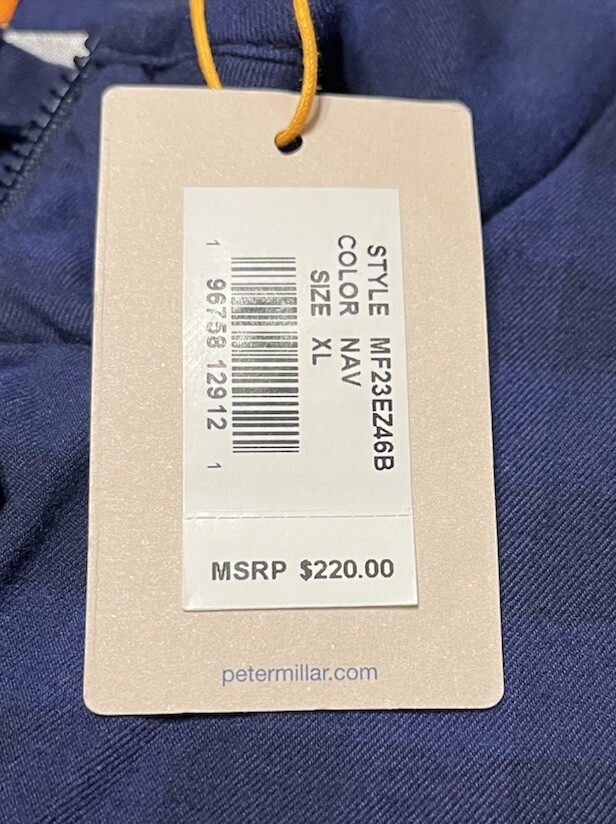 STYLE MF23EZ46B
COLOR NAV
SIZE XL
1 96758 12912 1
MSRP $220.00
petermillar.com